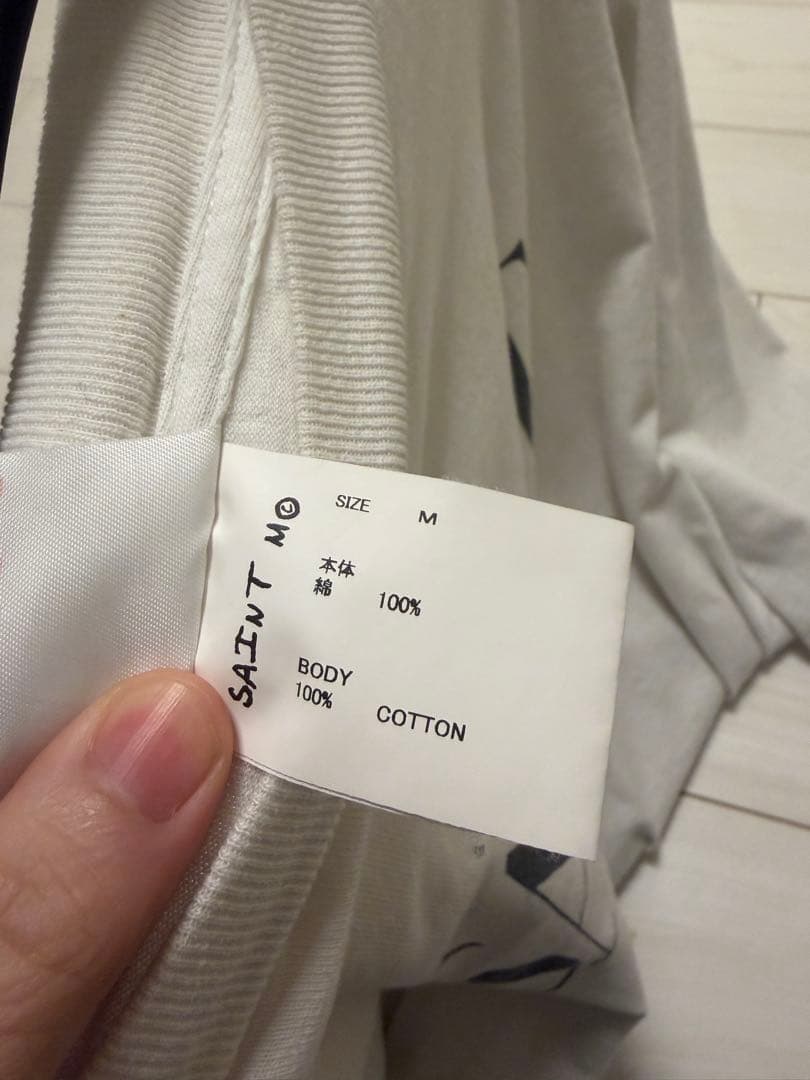 SAINT M©
SIZE M
本体
綿 100%
BODY
100% COTTON